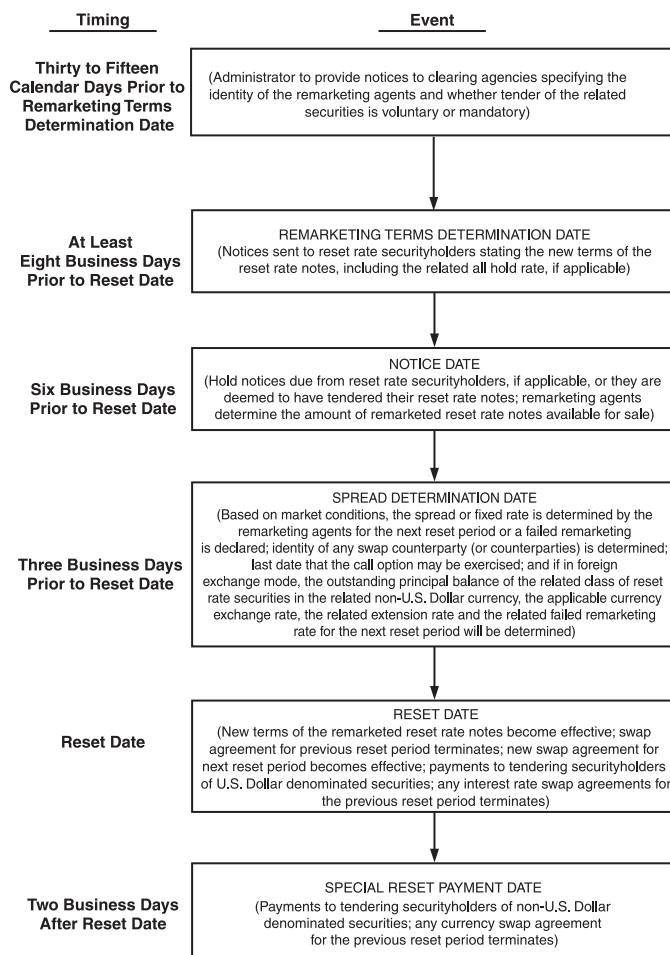 Timing
Event
Thirty to Fifteen
Calendar Days Prior to
Remarketing Terms
Determination Date
(Administrator to provide notices to clearing agencies specifying the
identity of the remarketing agents and whether tender of the related
securities is voluntary or mandatory)
At Least
Eight Business Days
Prior to Reset Date
REMARKETING TERMS DETERMINATION DATE
(Notices sent to reset rate securityholders stating the new terms of the
reset rate notes, including the related all hold rate, if applicable)
Six Business Days
Prior to Reset Date
NOTICE DATE
(Hold notices due from reset rate securityholders, if applicable, or they are
deemed to have tendered their reset rate notes; remarketing agents
determine the amount of remarketed reset rate notes available for sale)
Three Business Days
Prior to Reset Date
SPREAD DETERMINATION DATE
(Based on market conditions, the spread or fixed rate is determined by the
remarketing agents for the next reset period or a failed remarketing
is declared; identity of any swap counterparty (or counterparties) is determined;
last date that the call option may be exercised; and if in foreign
exchange mode, the outstanding principal balance of the related class of reset
rate securities in the related non-U.S. Dollar currency, the applicable currency
exchange rate, the related extension rate and the related failed remarketing
rate for the next reset period will be determined)
Reset Date
RESET DATE
(New terms of the remarketed reset rate notes become effective; swap
agreement for previous reset period terminates; new swap agreement for
next reset period becomes effective; payments to tendering securityholders
of U.S. Dollar denominated securities; any interest rate swap agreements for
the previous reset period terminates)
Two Business Days
After Reset Date
SPECIAL RESET PAYMENT DATE
(Payments to tendering securityholders of non-U.S. Dollar
denominated securities; any currency swap agreement
for the previous reset period terminates)